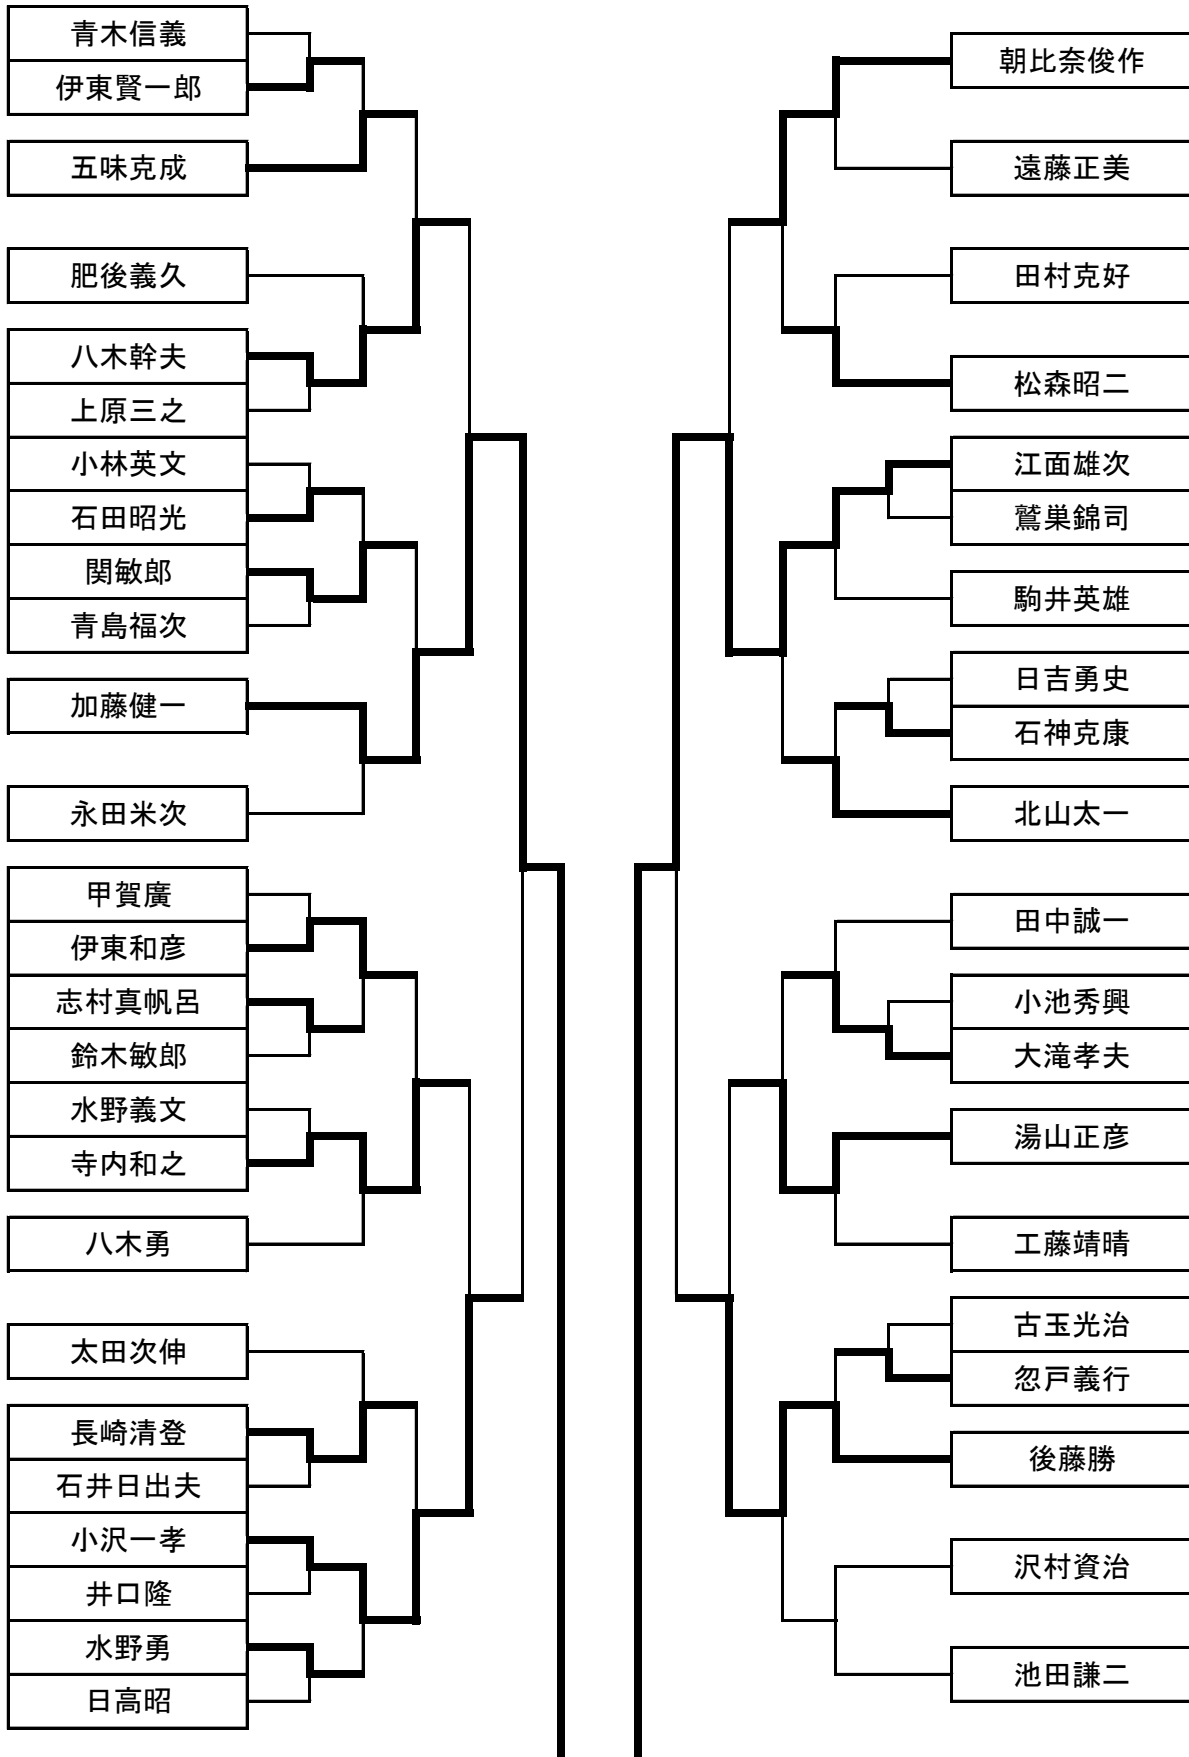 青木信義
伊東賢一郎
五味克成
肥後義久
八木幹夫
上原三之
小林英文
石田昭光
関敏郎
青島福次
加藤健一
永田米次
甲賀廣
伊東和彦
志村真帆呂
鈴木敏郎
水野義文
寺内和之
八木勇
太田次伸
長崎清登
石井日出夫
小沢一孝
井口隆
水野勇
日高昭
朝比奈俊作
遠藤正美
田村克好
松森昭二
江面雄次
鷲巣錦司
駒井英雄
日吉勇史
石神克康
北山太一
田中誠一
小池秀興
大滝孝夫
湯山正彦
工藤靖晴
古玉光治
忽戸義行
後藤勝
沢村資治
池田謙二